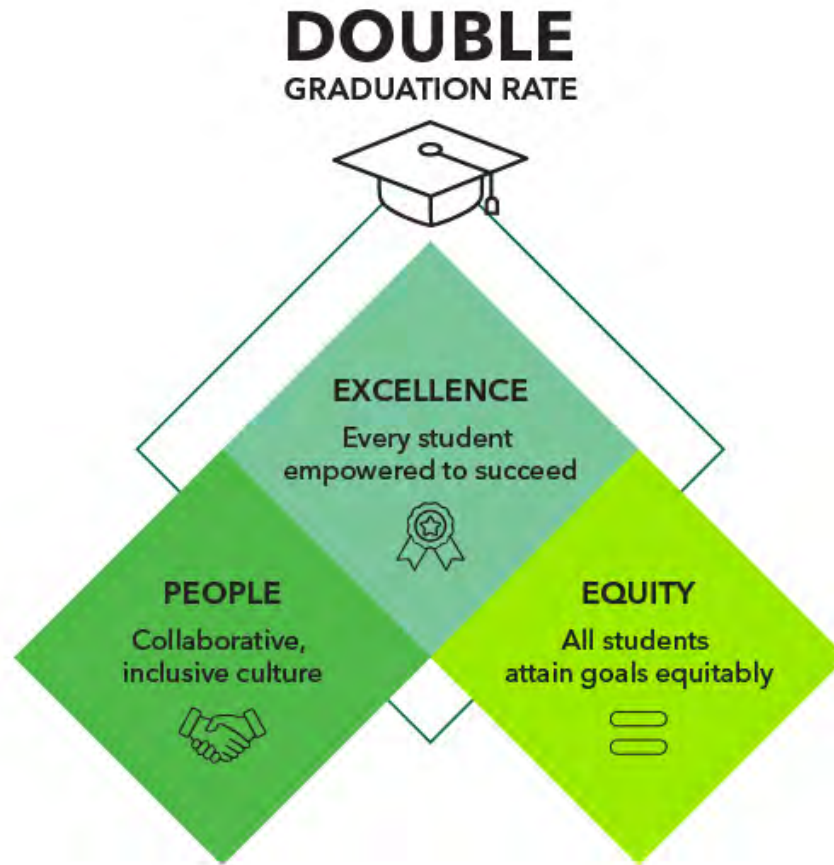 DOUBLE
GRADUATION RATE
EXCELLENCE
Every student
empowered to succeed
PEOPLE
Collaborative,
inclusive culture
EQUITY
All students
attain goals equitably